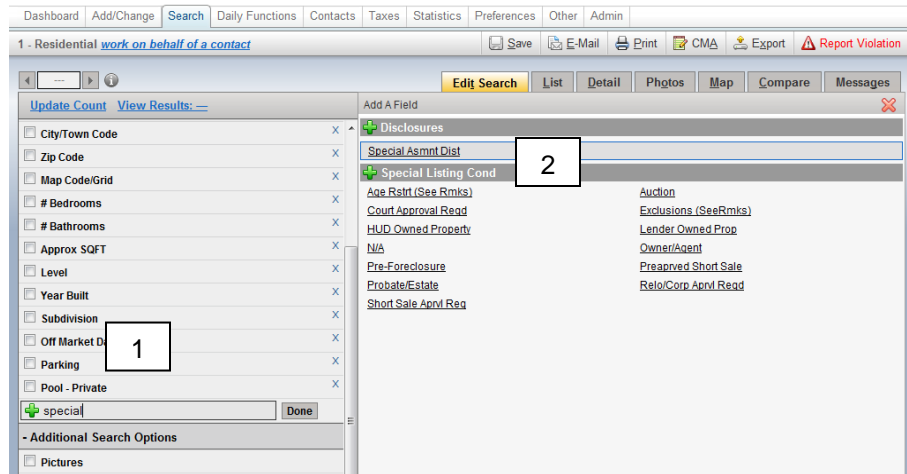 Dashboard Add/Change Search Daily Functions Contacts Taxes Statistics Preferences Other Admin
1 - Residential work on behalf of a contact Save E-Mail Print CMA Export Report Violation
--- Edit Search List Detail Photos Map Compare Messages
Update Count View Results: —
Add A Field
City/Town Code X
Zip Code X
Map Code/Grid X
# Bedrooms X
# Bathrooms X
Approx SQFT X
Level X
Year Built X
Subdivision X
Off Market Da X
Parking X
Pool - Private X
special Done
- Additional Search Options
Pictures
1
Disclosures
Special Asmnt Dist
2
Special Listing Cond
Age Rstrt (See Rmks) Auction
Court Approval Reqd Exclusions (SeeRmks)
HUD Owned Property Lender Owned Prop
N/A Owner/Agent
Pre-Foreclosure Preaprved Short Sale
Probate/Estate Relo/Corp Aprvl Reqd
Short Sale Aprvl Req